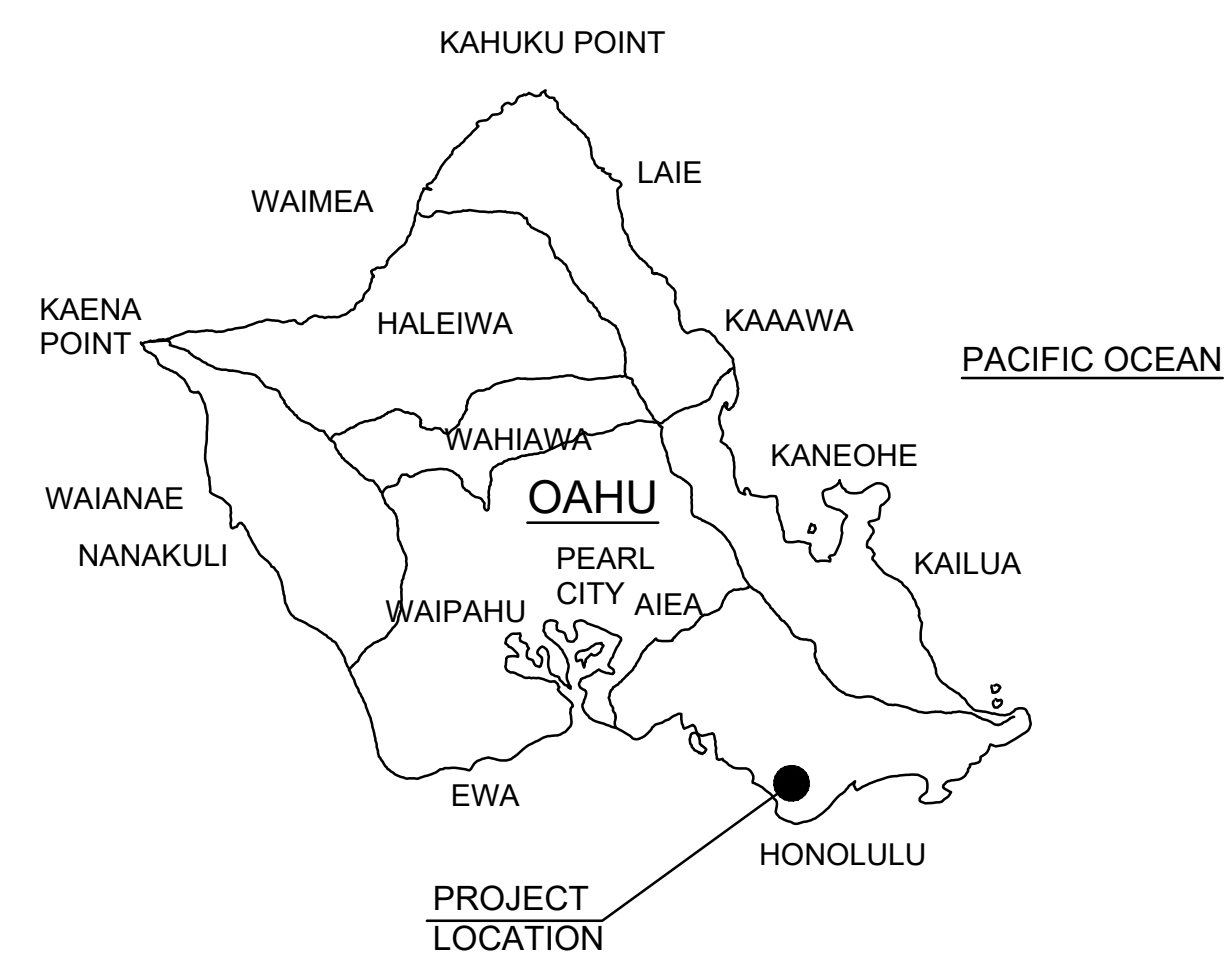 KAHUKU POINT
LAIE
WAIMEA
KAENA
POINT
HALEIWA
KAAAWA
PACIFIC OCEAN
WAHIAWA
KANEOHE
WAIANAE
OAHU
NANAKULI
PEARL
CITY
KAILUA
WAIPAHU
AIEA
EWA
HONOLULU
PROJECT
LOCATION